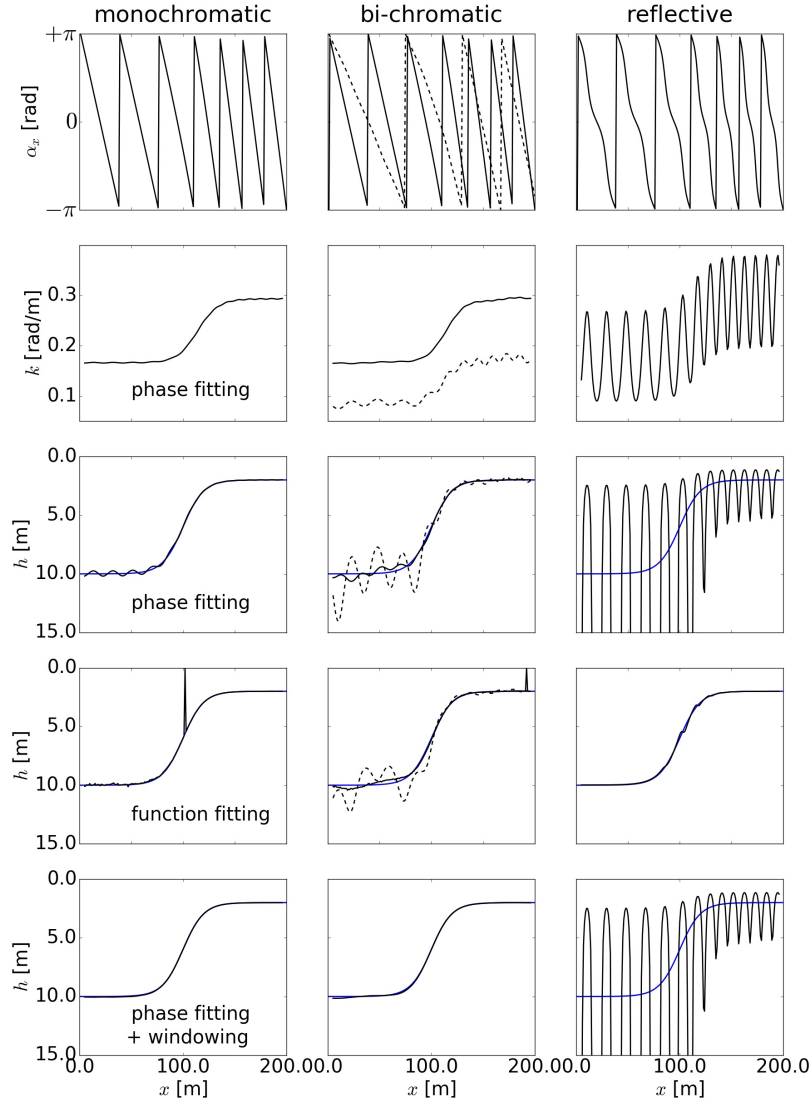 monochromatic bi-chromatic reflective
+π
0
−π
αx [rad]
0.3
0.2
0.1
k [rad/m]
phase fitting
0.0
5.0
10.0
15.0
h [m]
phase fitting
0.0
5.0
10.0
15.0
h [m]
function fitting
0.0
5.0
10.0
15.0
h [m]
phase fitting
+ windowing
0.0 100.0 200.0 0.0 100.0 200.0 0.0 100.0 200.0
x [m] x [m] x [m]